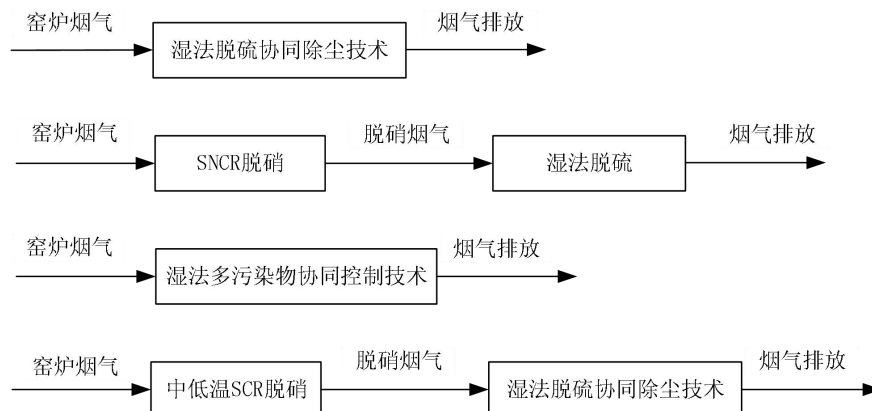 窑炉烟气
湿法脱硫协同除尘技术
烟气排放
窑炉烟气
SNCR脱硝
脱硝烟气
湿法脱硫
烟气排放
窑炉烟气
湿法多污染物协同控制技术
烟气排放
窑炉烟气
中低温SCR脱硝
脱硝烟气
湿法脱硫协同除尘技术
烟气排放